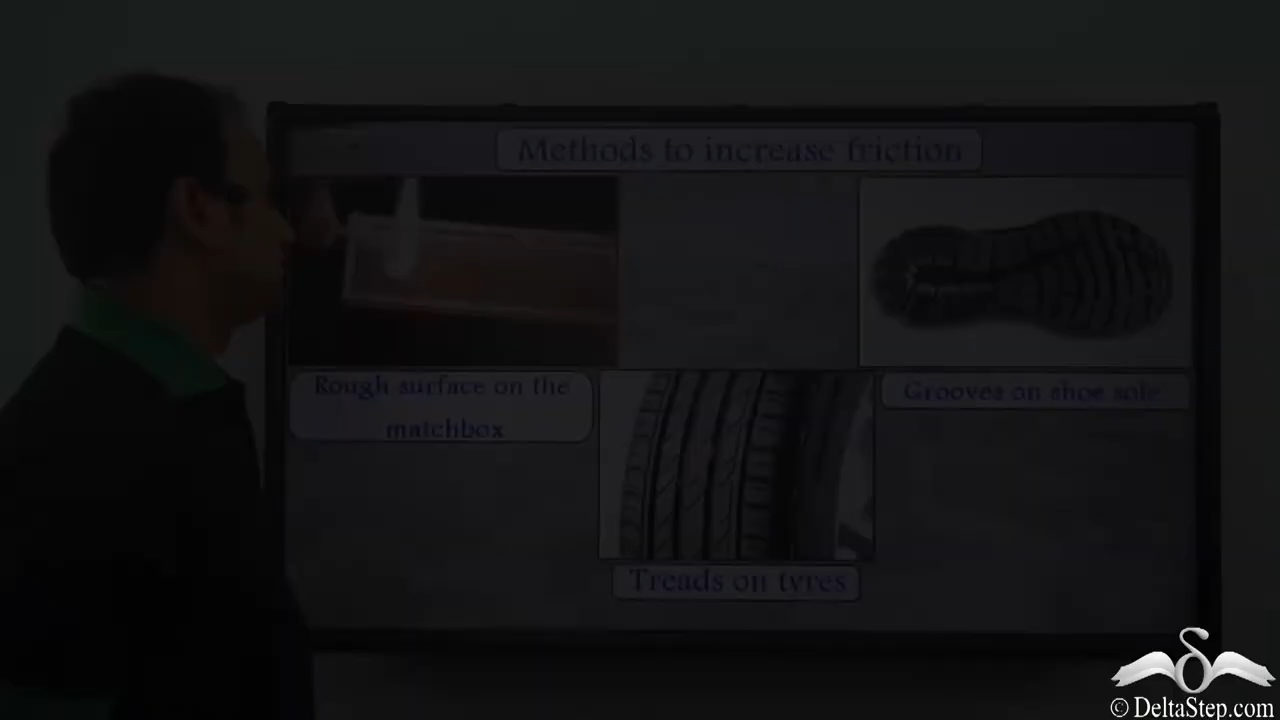 Methods to increase friction
Rough surface on the
matchbox
Grooves on shoe sole
Treads on tyres
© DeltaStep.com